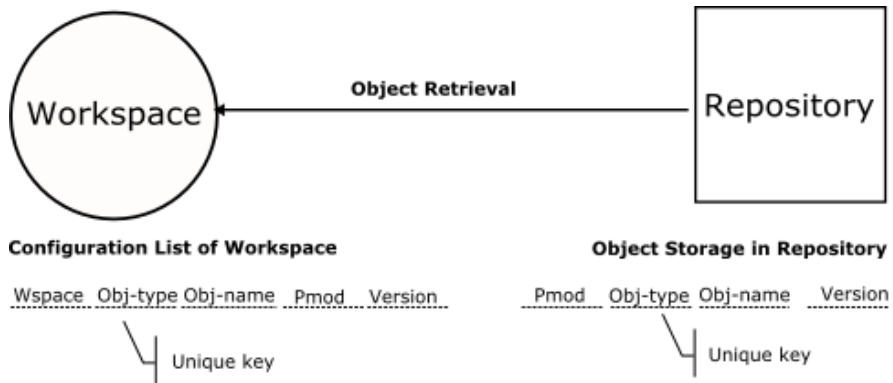 Workspace
Object Retrieval
Repository
Configuration List of Workspace
Object Storage in Repository
Wspace Obj-type Obj-name Pmod Version
Pmod Obj-type Obj-name Version
Unique key
Unique key